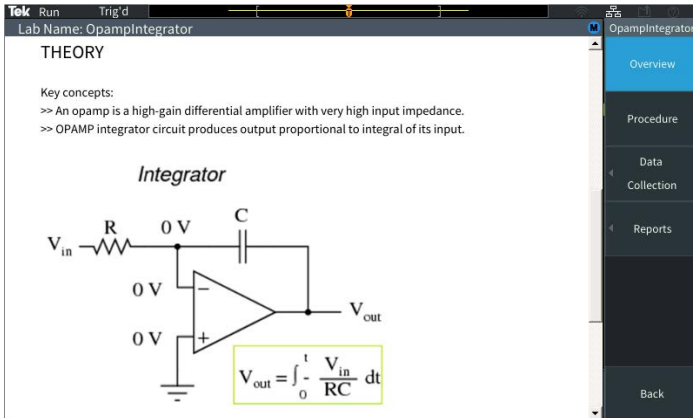 Tek Run Trig'd
Lab Name: OpampIntegrator
M
OpampIntegrator
THEORY
Key concepts:
>> An opamp is a high-gain differential amplifier with very high input impedance.
>> OPAMP integrator circuit produces output proportional to integral of its input.
Integrator
Vin
R
0 V
C
0 V
−
0 V
+
Vout
Vout = ∫0t - Vin/RC dt
Overview
Procedure
Data
Collection
Reports
Back